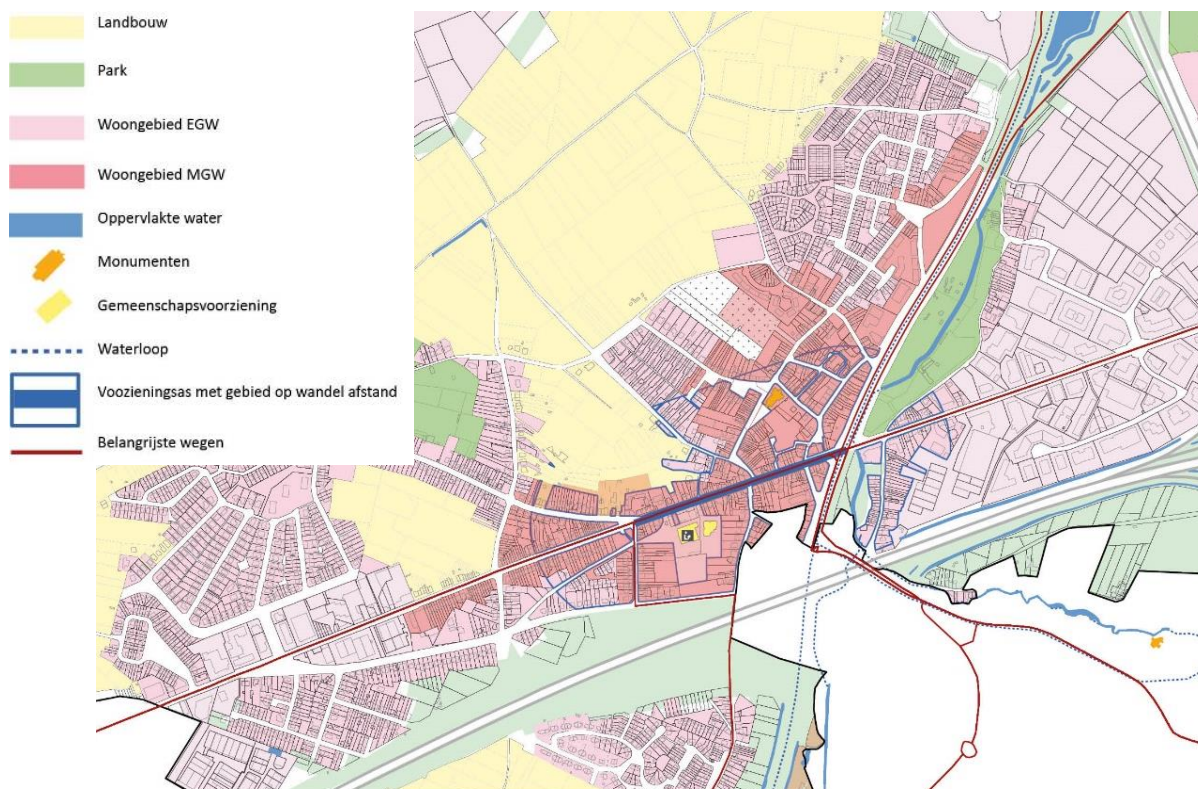 Landbouw
Park
Woongebied EGW
Woongebied MGW
Oppervlakte water
Monumenten
Gemeenschapsvoorziening
Waterloop
Voozieningsas met gebied op wandel afstand
Belangrijste wegen